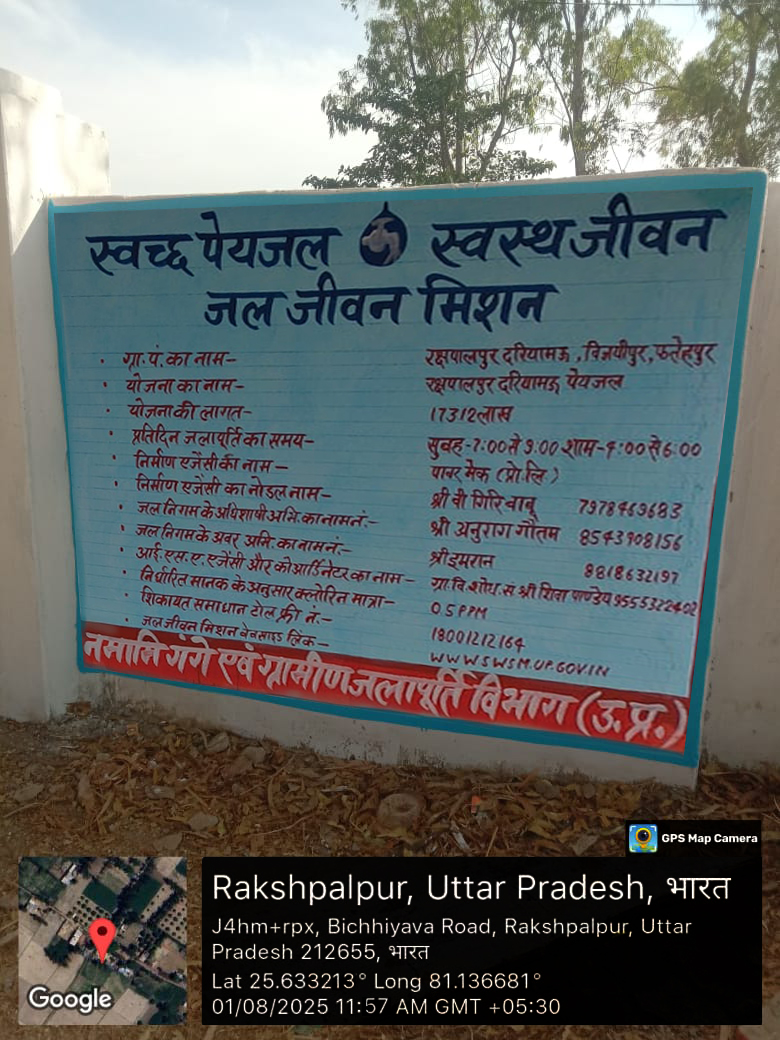 स्वच्छ पेयजल स्वस्थ जीवन
जल जीवन मिशन
• ग्रा.पं.का नाम- रक्षपालपुर दरियामऊ, विजयीपुर, फतेहपुर
• योजना का नाम- रक्षपालपुर दरियामऊ पेयजल
• योजना की लागत- 173.12 लाख
• प्रतिदिन जलापूर्ति का समय- सुबह-7:00 से 9:00 शाम-4:00 से 6:00
• निर्माण एजेंसी का नाम- पावर मेक (प्रो.लि)
• निर्माण एजेंसी का नोडल नाम- श्री वी गिरि बाबू 7978469683
• जल निगम के अधिशाषी अभि.का नाम नं.- श्री अनुराग गौतम 8543908156
• जल निगम के अवर अभि.का नाम नं.- श्री इमरान 8818632197
• आई.एस.ए. एजेंसी और कोआर्डिनेटर का नाम- ग्रा.वि.शोध.सं श्री शिवा पाण्डेय 9555322402
• निर्धारित मानक के अनुसार क्लोरिन मात्रा- 0.5 PPM
• शिकायत समाधान टोल फ्री नं:- 18001212164
• जल जीवन मिशन वेबसाइड लिंक- WWW.SWSM.UP.GOV.IN
नमामि गंगे एवं ग्रामीण जलापूर्ति विभाग (उ.प्र.)
GPS Map Camera
Google
Rakshpalpur, Uttar Pradesh, भारत
J4hm+rpx, Bichhiyava Road, Rakshpalpur, Uttar
Pradesh 212655, भारत
Lat 25.633213° Long 81.136681°
01/08/2025 11:57 AM GMT +05:30